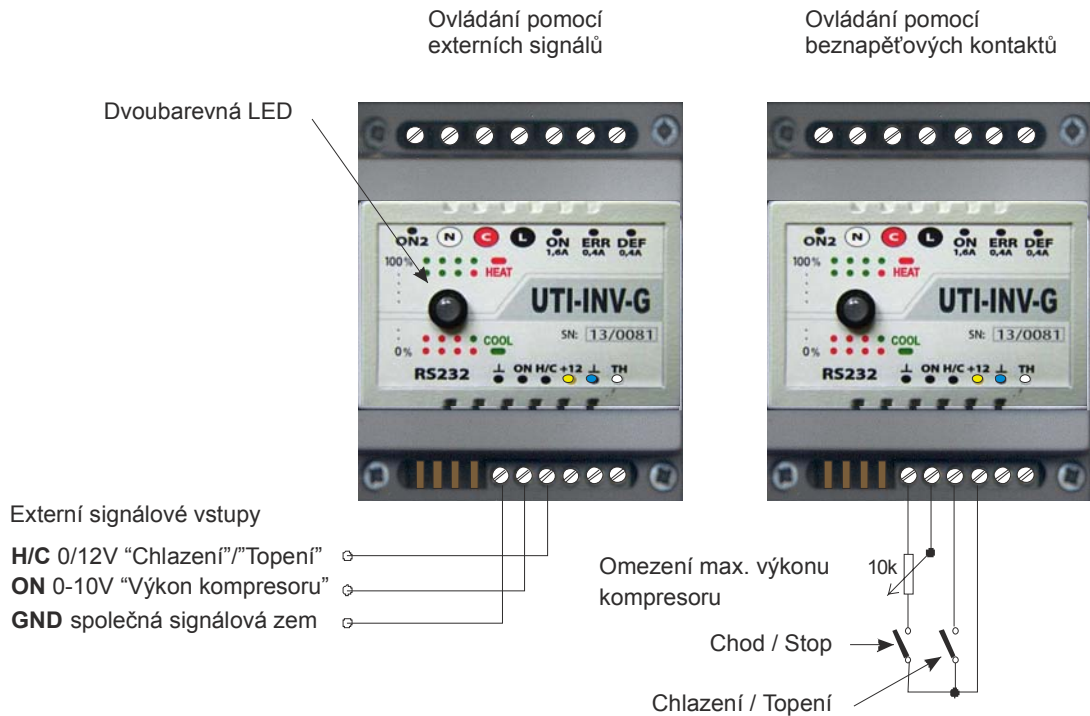 Ovládání pomocí
externích signálů
Ovládání pomocí
beznapěťových kontaktů
Dvoubarevná LED
ON2 N C L ON ERR DEF
1,6A 0,4A 0,4A
100%
HEAT
UTI-INV-G
SN: 13/0081
COOL
0%
RS232 ⊥ ON H/C +12 ⊥ TH
ON2 N C L ON ERR DEF
1,6A 0,4A 0,4A
100%
HEAT
UTI-INV-G
SN: 13/0081
COOL
0%
RS232 ⊥ ON H/C +12 ⊥ TH
Externí signálové vstupy
H/C 0/12V “Chlazení”/”Topení”
ON 0-10V “Výkon kompresoru”
GND společná signálová zem
Omezení max. výkonu
kompresoru
10k
Chod / Stop
Chlazení / Topení